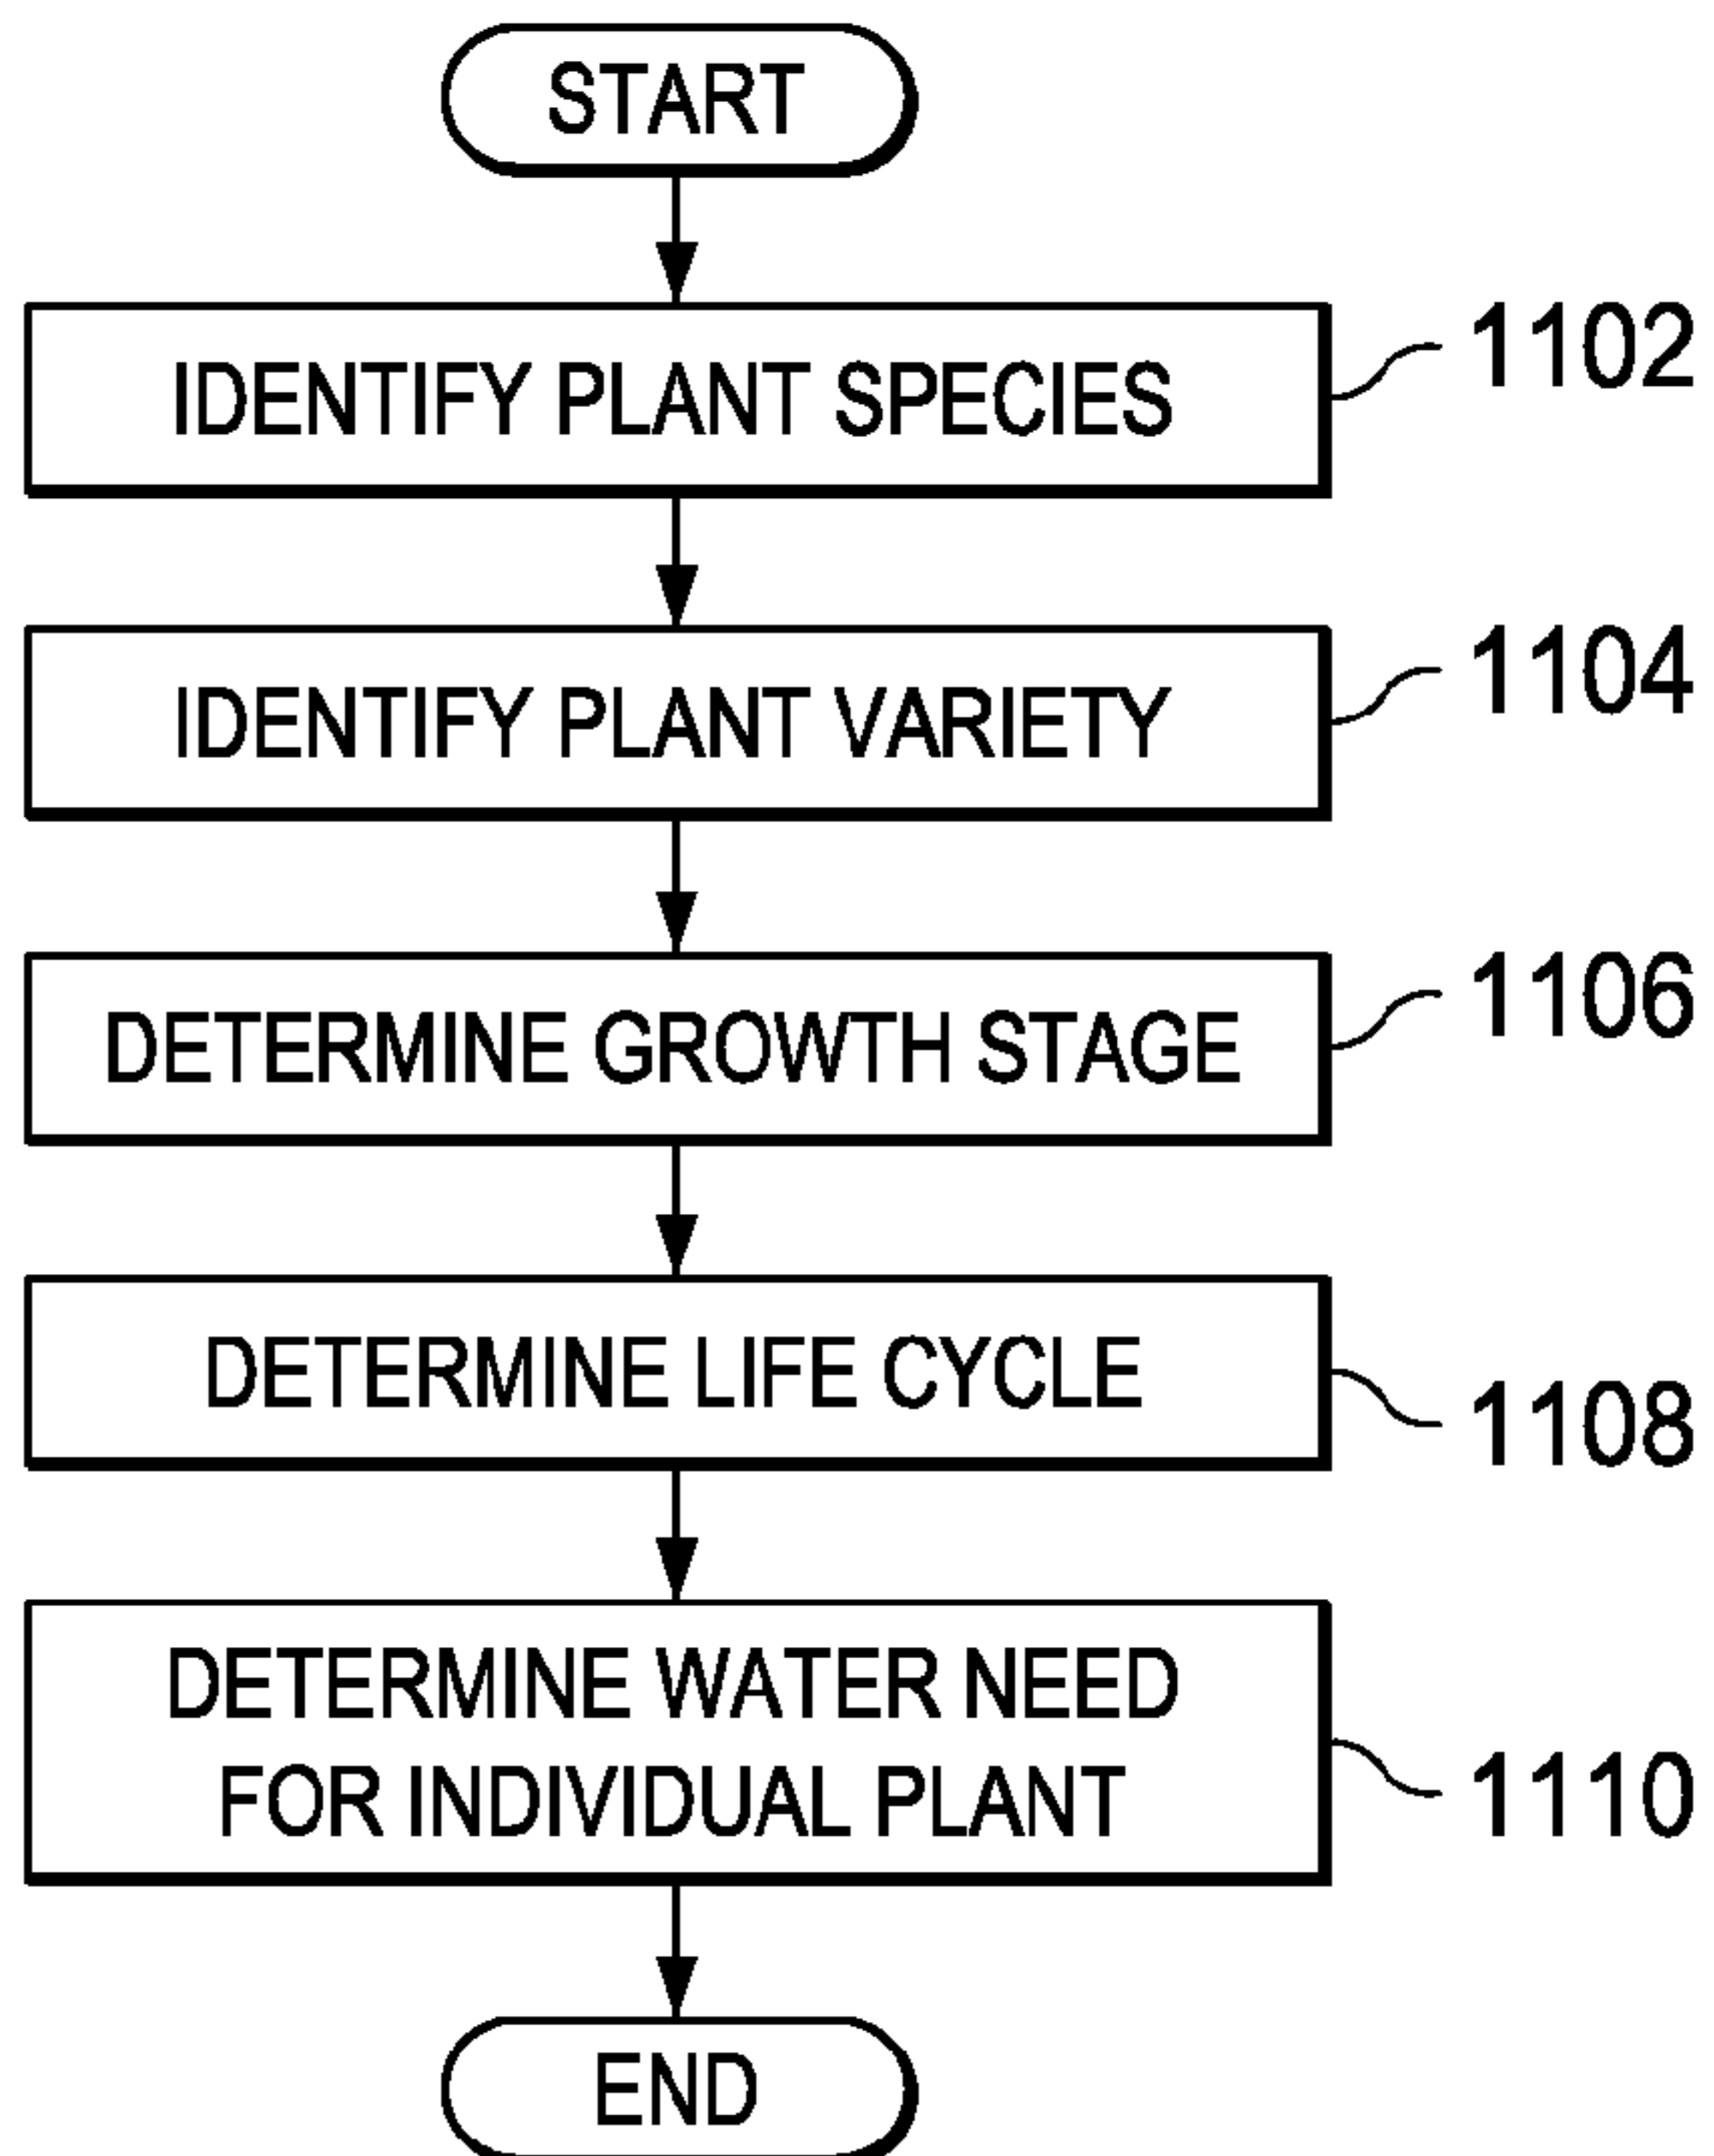 START
IDENTIFY PLANT SPECIES
1102
IDENTIFY PLANT VARIETY
1104
DETERMINE GROWTH STAGE
1106
DETERMINE LIFE CYCLE
1108
DETERMINE WATER NEED
FOR INDIVIDUAL PLANT
1110
END